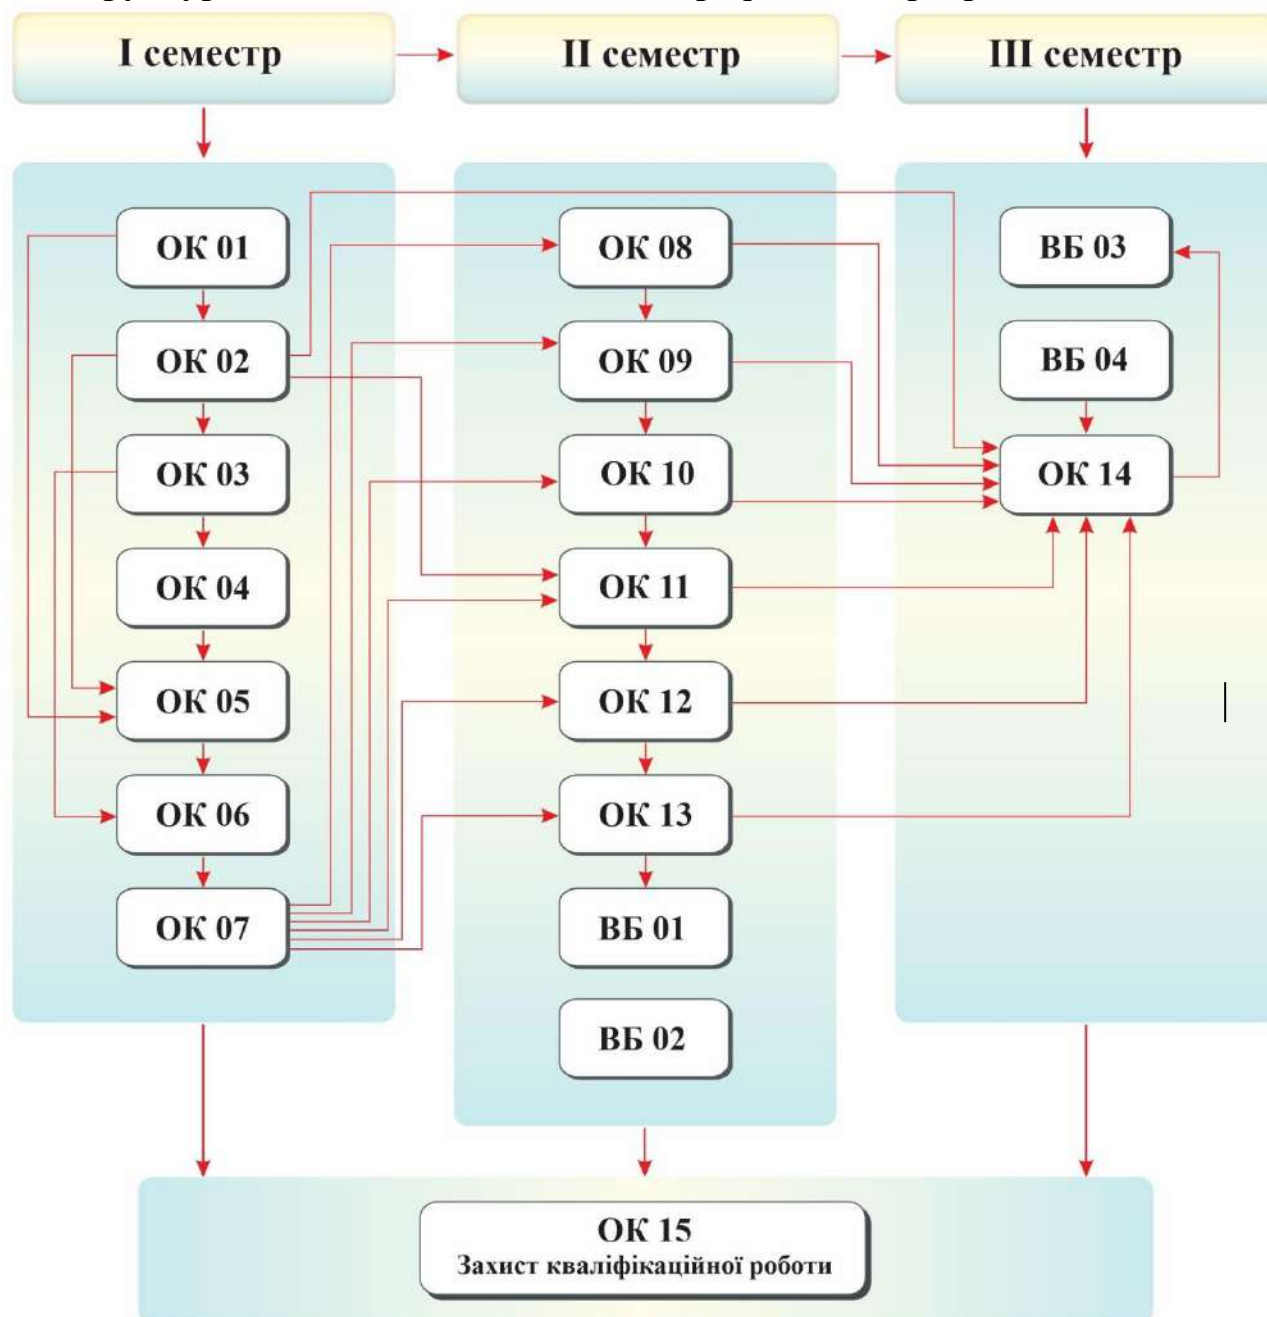 І семестр
ІІ семестр
ІІІ семестр
ОК 01
ОК 02
ОК 03
ОК 04
ОК 05
ОК 06
ОК 07
ОК 08
ОК 09
ОК 10
ОК 11
ОК 12
ОК 13
ВБ 01
ВБ 02
ВБ 03
ВБ 04
ОК 14
ОК 15
Захист кваліфікаційної роботи